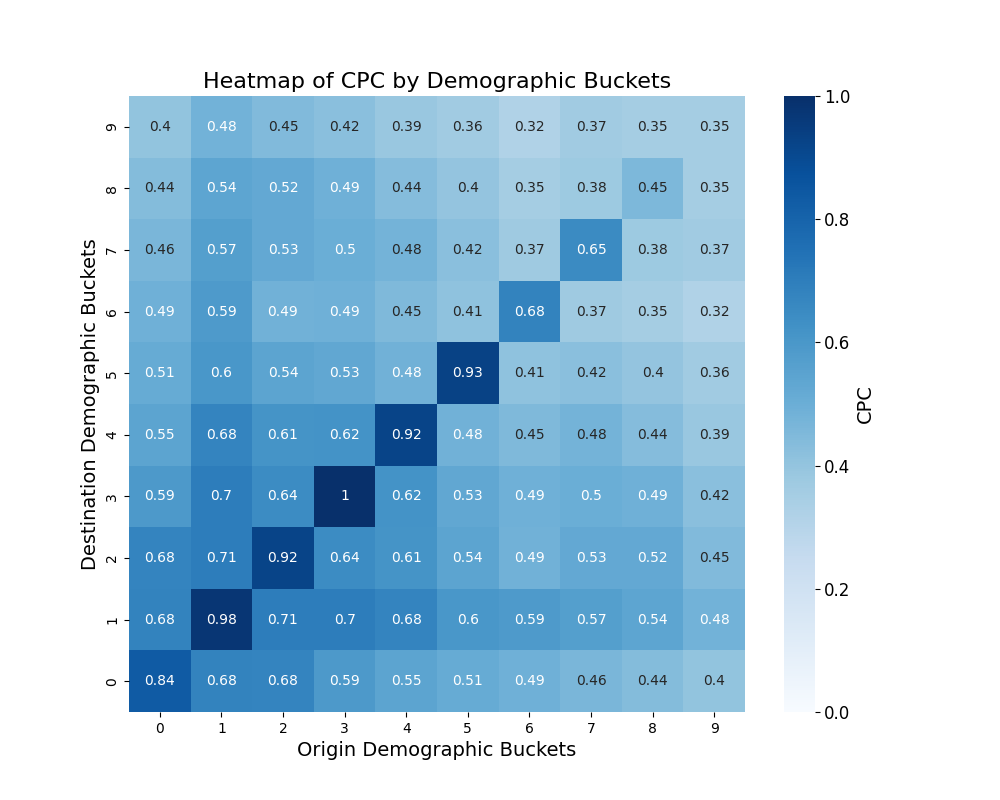 Heatmap of CPC by Demographic Buckets
Destination Demographic Buckets
9 0.4 0.48 0.45 0.42 0.39 0.36 0.32 0.37 0.35 0.35
8 0.44 0.54 0.52 0.49 0.44 0.4 0.35 0.38 0.45 0.35
7 0.46 0.57 0.53 0.5 0.48 0.42 0.37 0.65 0.38 0.37
6 0.49 0.59 0.49 0.49 0.45 0.41 0.68 0.37 0.35 0.32
5 0.51 0.6 0.54 0.53 0.48 0.93 0.41 0.42 0.4 0.36
4 0.55 0.68 0.61 0.62 0.92 0.48 0.45 0.48 0.44 0.39
3 0.59 0.7 0.64 1 0.62 0.53 0.49 0.5 0.49 0.42
2 0.68 0.71 0.92 0.64 0.61 0.54 0.49 0.53 0.52 0.45
1 0.68 0.98 0.71 0.7 0.68 0.6 0.59 0.57 0.54 0.48
0 0.84 0.68 0.68 0.59 0.55 0.51 0.49 0.46 0.44 0.4
0 1 2 3 4 5 6 7 8 9
Origin Demographic Buckets
1.0
0.8
0.6
0.4
0.2
0.0
CPC